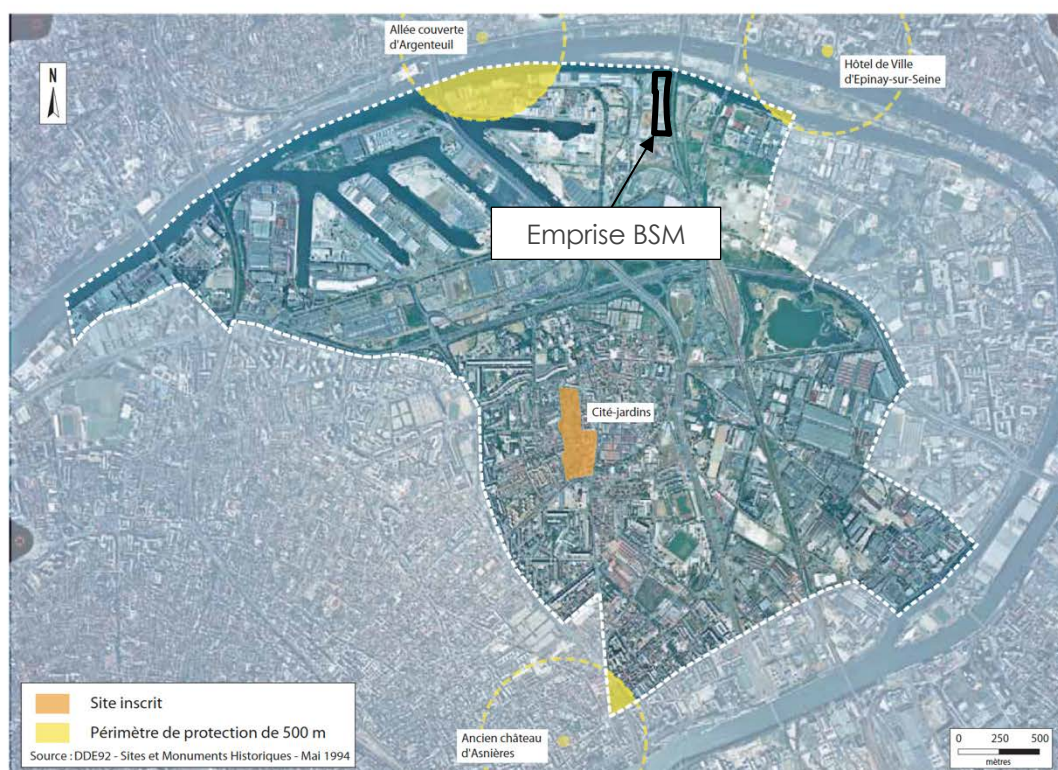 Allée couverte
d'Argenteuil
N
Hôtel de Ville
d'Epinay-sur-Seine
Emprise BSM
Cité-jardins
Site inscrit
Périmètre de protection de 500 m
Source : DDE92 - Sites et Monuments Historiques - Mai 1994
Ancien château
d'Asnières
0 250 500
mètres